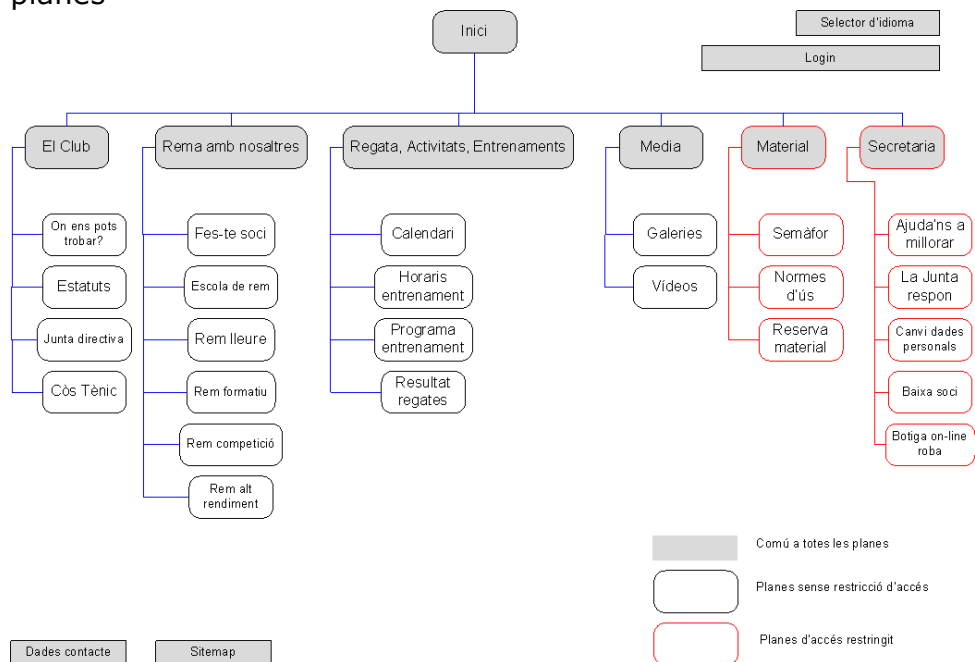 planes
Inici
Selector d'idioma
Login
El Club
Rema amb nosaltres
Regata, Activitats, Entrenaments
Media
Material
Secretaria
On ens pots
trobar?
Estatuts
Junta directiva
Còs Tènic
Fes-te soci
Escola de rem
Rem lleure
Rem formatiu
Rem competició
Rem alt
rendiment
Calendari
Horaris
entrenament
Programa
entrenament
Resultat
regates
Galeries
Vídeos
Semàfor
Normes
d'ús
Reserva
material
Ajuda'ns a
millorar
La Junta
respon
Canvi dades
personals
Baixa soci
Botiga on-line
roba
Comú a totes les planes
Planes sense restricció d'accés
Planes d'accés restringit
Dades contacte
Sitemap